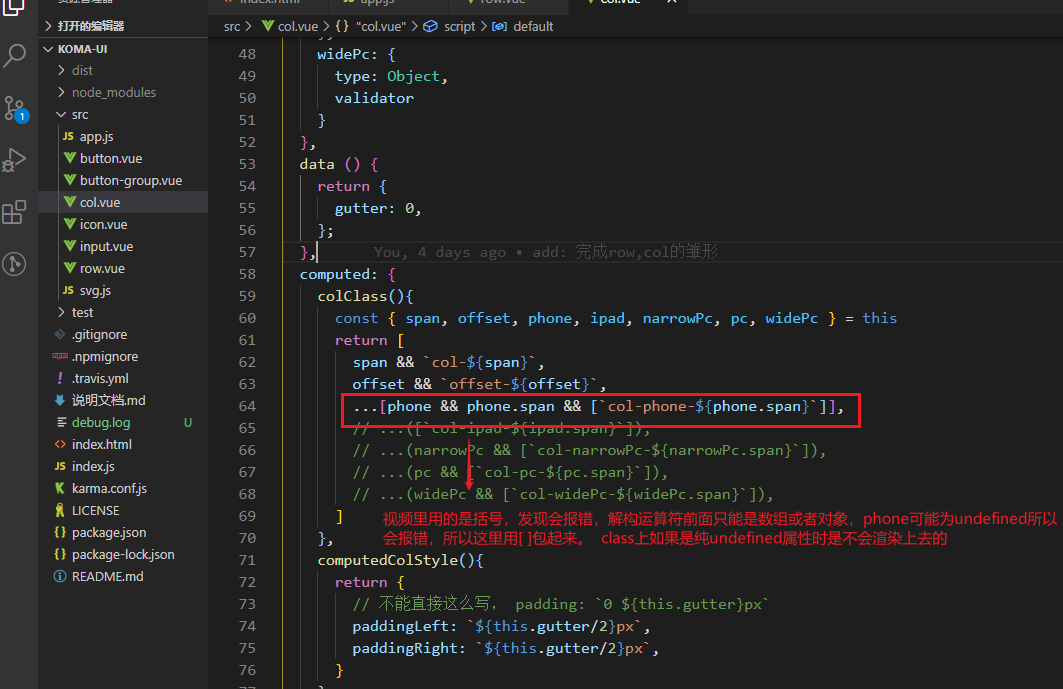 资源管理器
index.html
JS app.js
row.vue
col.vue
打开的编辑器
src > col.vue > {} "col.vue" > script > default
KOMA-UI
dist
node_modules
src
JS app.js
button.vue
button-group.vue
col.vue
icon.vue
input.vue
row.vue
JS svg.js
test
.gitignore
.npmignore
! .travis.yml
说明文档.md
debug.log U
<> index.html
JS index.js
karma.conf.js
LICENSE
{} package.json
{} package-lock.json
README.md
1
48 widePc: {
49 type: Object,
50 validator
51 }
52 },
53 data () {
54 return {
55 gutter: 0,
56 };
57 }, You, 4 days ago • add: 完成row,col的雏形
58 computed: {
59 colClass(){
60 const { span, offset, phone, ipad, narrowPc, pc, widePc } = this
61 return [
62 span && `col-${span}`,
63 offset && `offset-${offset}`,
64 ...[phone && phone.span && [`col-phone-${phone.span}`]],
65 // ...([`col-ipad-${ipad.span}`]),
66 // ...(narrowPc && [`col-narrowPc-${narrowPc.span}`]),
67 // ...(pc && [`col-pc-${pc.span}`]),
68 // ...(widePc && [`col-widePc-${widePc.span}`]),
69 ]
视频里用的是括号，发现会报错，解构运算符前面只能是数组或者对象，phone可能为undefined所以
会报错，所以这里用[ ]包起来。 class上如果是纯undefined属性时是不会渲染上去的
70 },
71 computedColStyle(){
72 return {
73 // 不能直接这么写， padding: `0 ${this.gutter}px`
74 paddingLeft: `${this.gutter/2}px`,
75 paddingRight: `${this.gutter/2}px`,
76 }